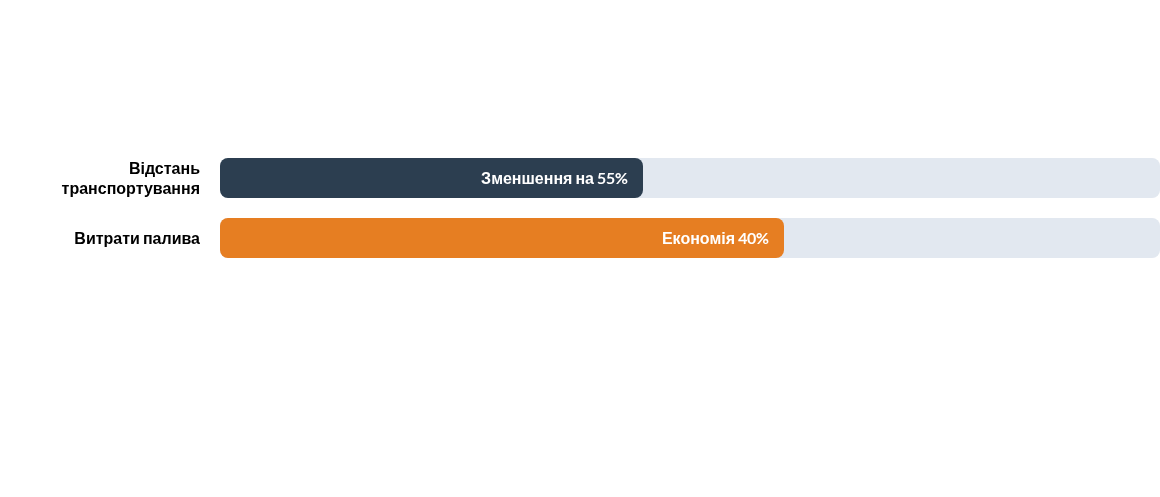 Відстань
транспортування
Зменшення на 55%
Витрати палива
Економія 40%